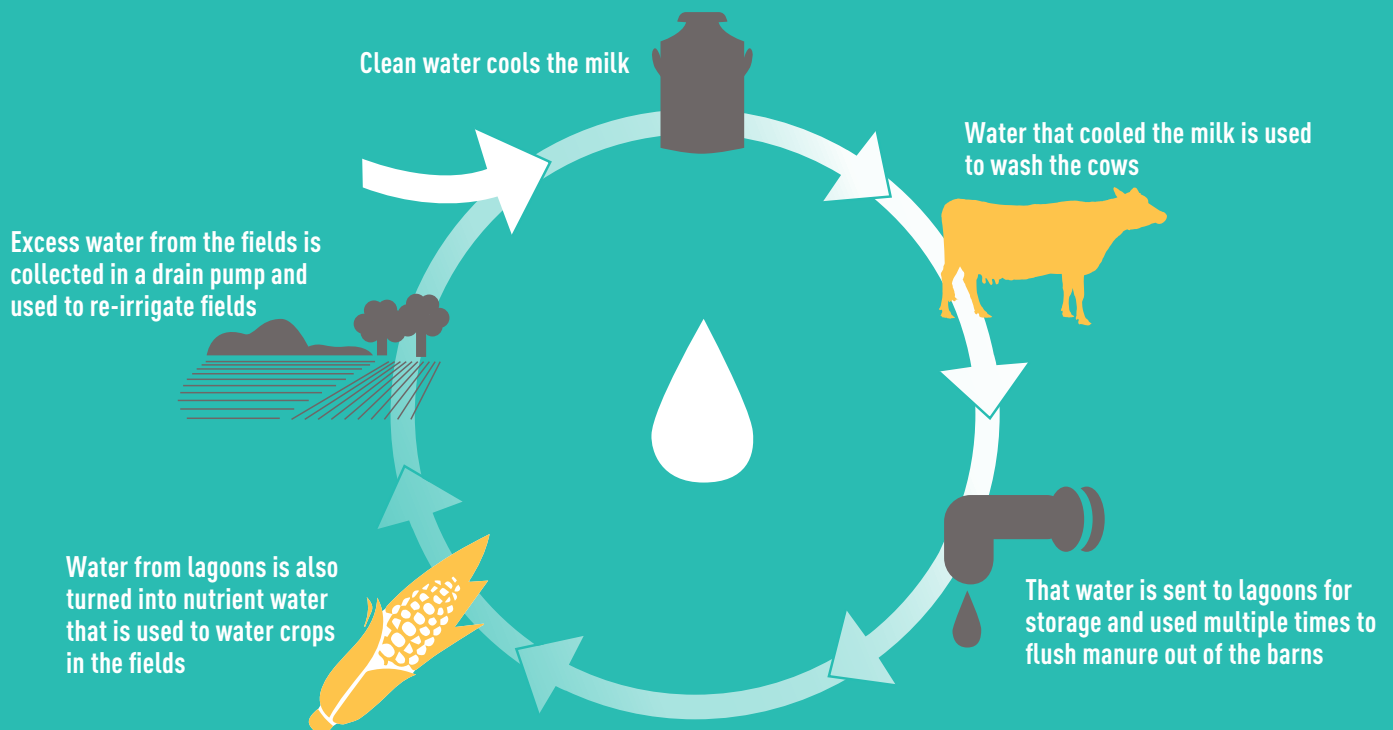 Clean water cools the milk
Water that cooled the milk is used
to wash the cows
That water is sent to lagoons for
storage and used multiple times to
flush manure out of the barns
Water from lagoons is also
turned into nutrient water
that is used to water crops
in the fields
Excess water from the fields is
collected in a drain pump and
used to re-irrigate fields